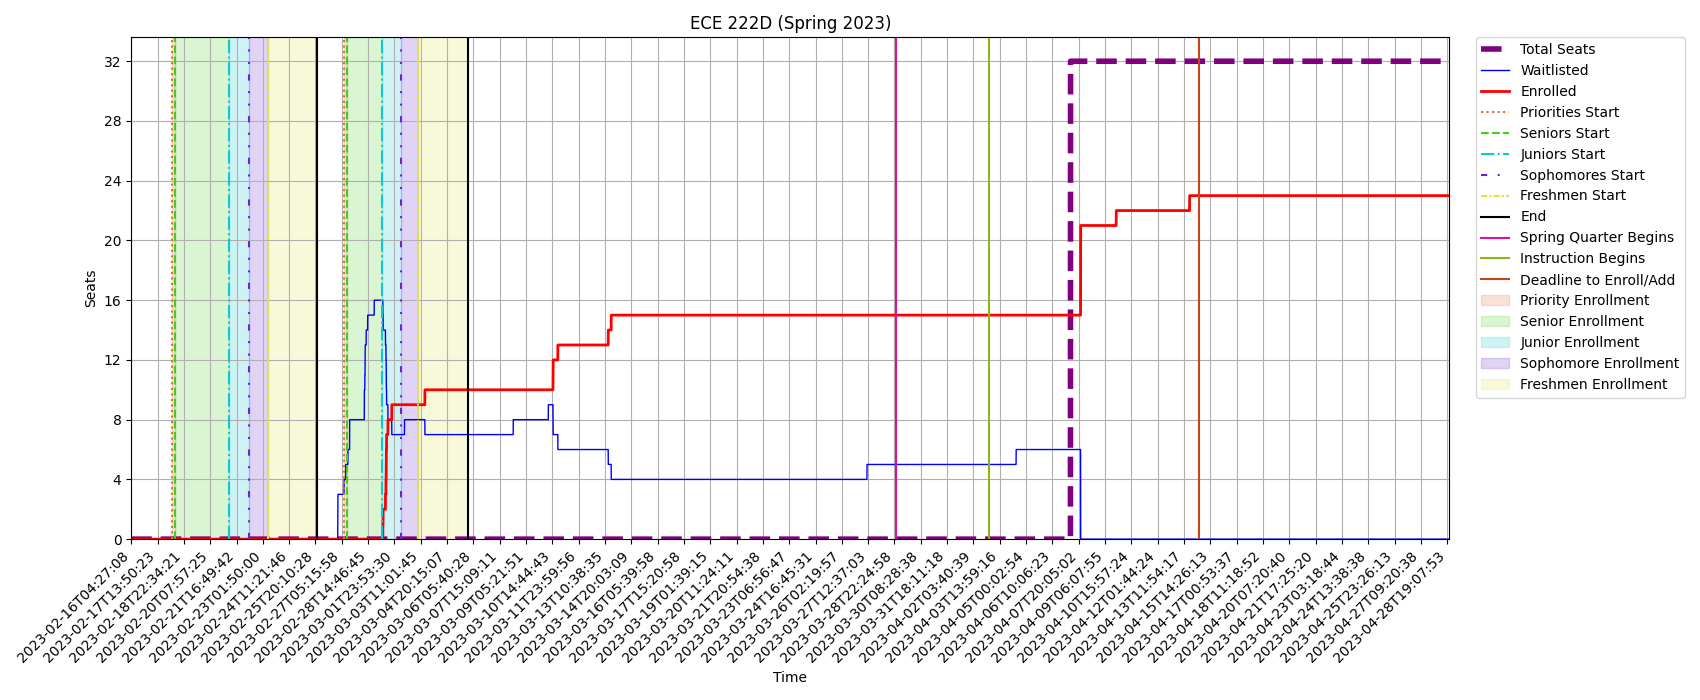 ECE 222D (Spring 2023)
Seats
32
28
24
20
16
12
8
4
0
2023-02-16T04:27:08
2023-02-17T13:50:23
2023-02-18T22:34:21
2023-02-20T07:57:25
2023-02-21T16:49:42
2023-02-23T01:50:00
2023-02-24T11:21:46
2023-02-25T20:10:28
2023-02-27T05:15:58
2023-02-28T14:46:45
2023-03-01T23:53:30
2023-03-03T11:01:45
2023-03-04T20:15:07
2023-03-06T05:40:28
2023-03-07T15:09:11
2023-03-09T05:21:51
2023-03-10T14:44:43
2023-03-11T23:59:56
2023-03-13T10:38:35
2023-03-14T20:03:09
2023-03-16T05:39:58
2023-03-17T15:20:58
2023-03-19T01:39:15
2023-03-20T11:24:11
2023-03-21T20:54:38
2023-03-23T06:56:47
2023-03-24T16:45:31
2023-03-26T02:19:57
2023-03-27T12:37:03
2023-03-28T22:24:58
2023-03-30T08:28:38
2023-03-31T18:11:18
2023-04-02T03:40:39
2023-04-03T13:59:16
2023-04-05T00:02:54
2023-04-06T10:06:23
2023-04-07T20:05:02
2023-04-09T06:07:55
2023-04-10T15:57:24
2023-04-12T01:44:24
2023-04-13T11:54:17
2023-04-15T14:26:13
2023-04-17T00:53:37
2023-04-18T11:18:52
2023-04-20T07:20:40
2023-04-21T17:25:20
2023-04-23T03:18:44
2023-04-24T13:38:38
2023-04-25T23:26:13
2023-04-27T09:20:38
2023-04-28T19:07:53
Time
Total Seats
Waitlisted
Enrolled
Priorities Start
Seniors Start
Juniors Start
Sophomores Start
Freshmen Start
End
Spring Quarter Begins
Instruction Begins
Deadline to Enroll/Add
Priority Enrollment
Senior Enrollment
Junior Enrollment
Sophomore Enrollment
Freshmen Enrollment